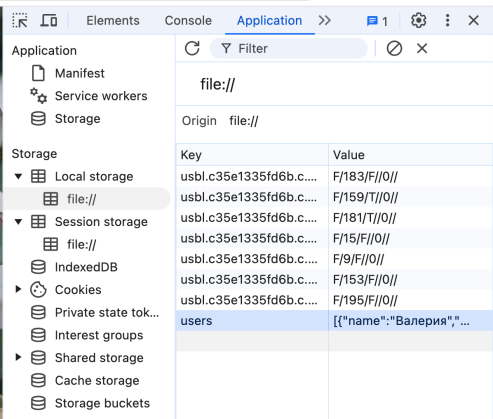 Elements Console Application 1
Application
Manifest
Service workers
Storage
Storage
Local storage
file://
Session storage
file://
IndexedDB
Cookies
Private state tok...
Interest groups
Shared storage
Cache storage
Storage buckets
Filter
file://
Origin file://
Key Value
usbl.c35e1335fd6b.c.... F/183/F//0//
usbl.c35e1335fd6b.c.... F/159/T//0//
usbl.c35e1335fd6b.c.... F/181/T//0//
usbl.c35e1335fd6b.c.... F/15/F//0//
usbl.c35e1335fd6b.c.... F/9/F//0//
usbl.c35e1335fd6b.c.... F/153/F//0//
usbl.c35e1335fd6b.c.... F/195/F//0//
users [{"name":"Валерия","...